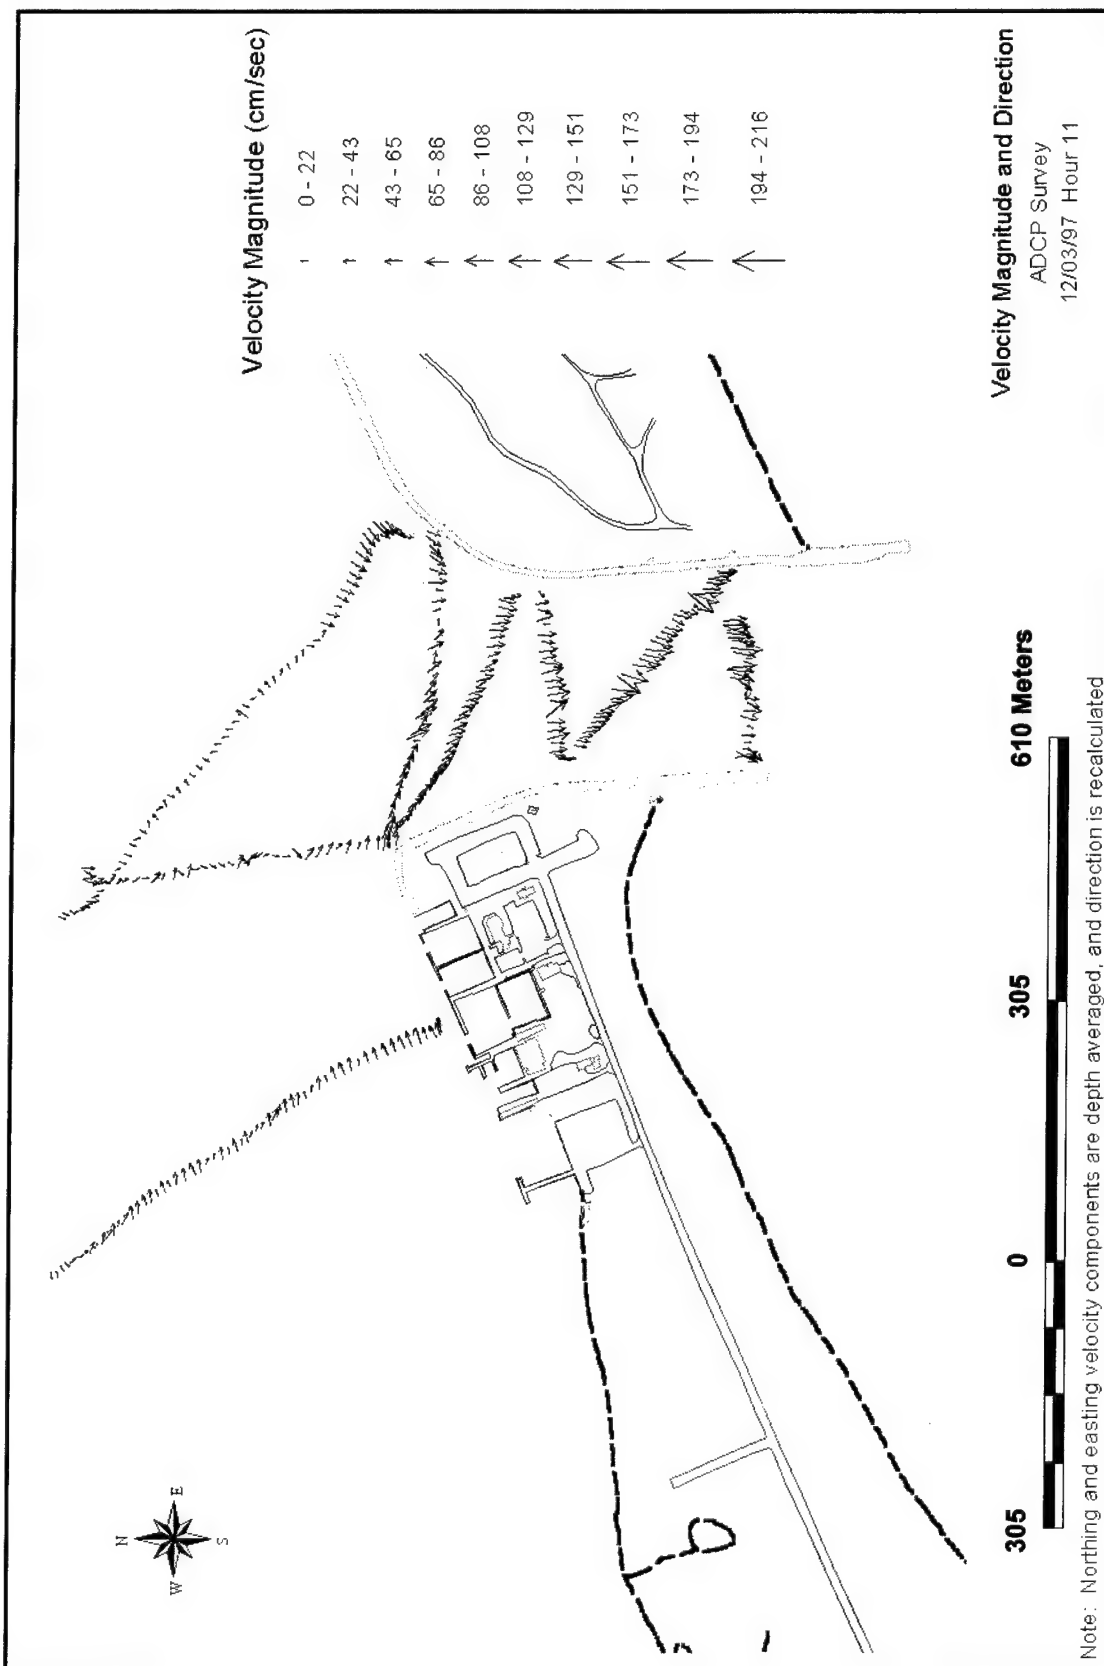 N
W
E
S
Velocity Magnitude (cm/sec)
0 - 22
22 - 43
43 - 65
65 - 86
86 - 108
108 - 129
129 - 151
151 - 173
173 - 194
194 - 216
Velocity Magnitude and Direction
ADCP Survey
12/03/97 Hour 11
305 0 305 610 Meters
Note: Northing and easting velocity components are depth averaged, and direction is recalculated